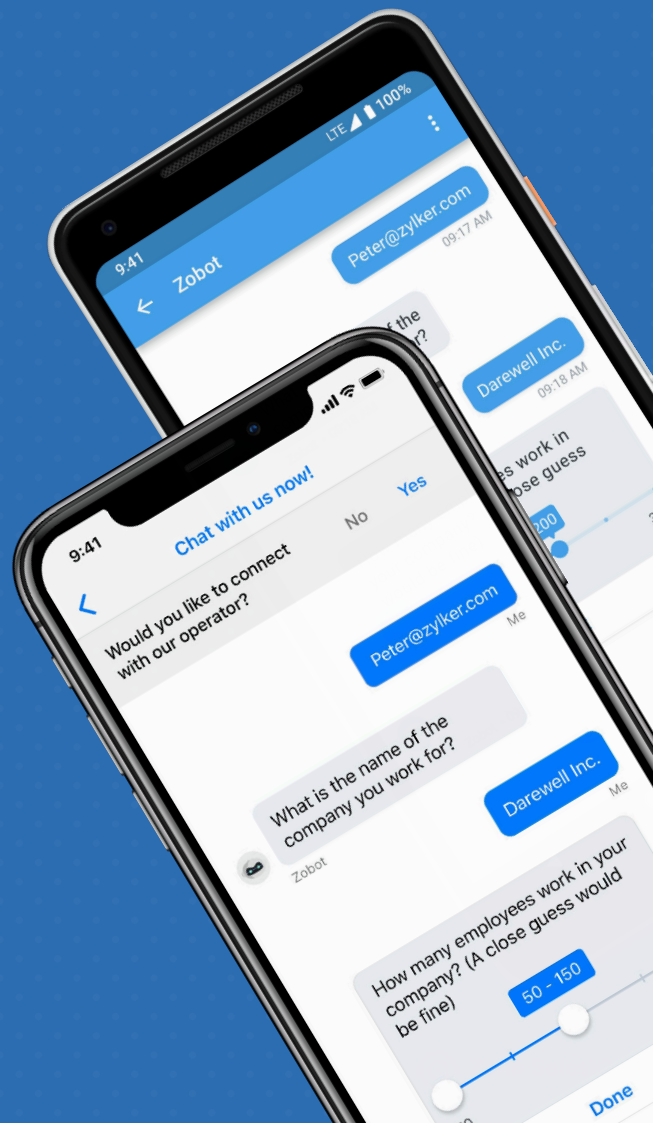 LTE 100%
9:41
Zobot
Peter@zylker.com
09:17 AM
of the
Darewell Inc.
09:18 AM
work in
guess
200
9:41
Chat with us now!
Would you like to connect
with our operator?
No
Yes
Peter@zylker.com
Me
What is the name of the
company you work for?
Zobot
Darewell Inc.
Me
How many employees work in your
company? (A close guess would
be fine)
50 - 150
Done